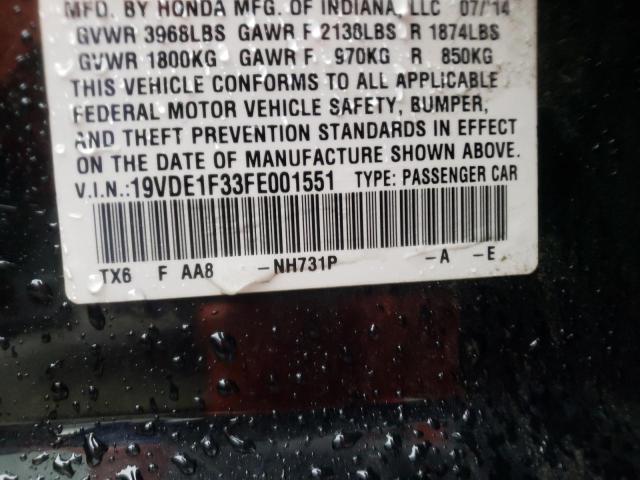 MFD. BY HONDA MFG. OF INDIANA, LLC 07/'14
GVWR 3968LBS GAWR F 2138LBS R 1874LBS
GVWR 1800KG GAWR F 970KG R 850KG
THIS VEHICLE CONFORMS TO ALL APPLICABLE
FEDERAL MOTOR VEHICLE SAFETY, BUMPER,
AND THEFT PREVENTION STANDARDS IN EFFECT
ON THE DATE OF MANUFACTURE SHOWN ABOVE.
V.I.N.:19VDE1F33FE001551 TYPE: PASSENGER CAR
TX6 F AA8 -NH731P -A -E